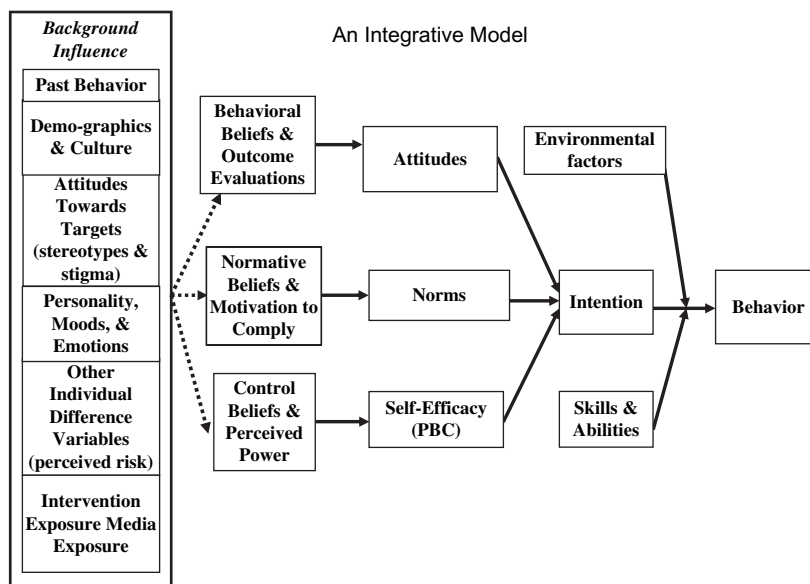 An Integrative Model
Background
Influence
Past Behavior
Demo-graphics
& Culture
Attitudes
Towards
Targets
(stereotypes &
stigma)
Personality,
Moods, &
Emotions
Other
Individual
Difference
Variables
(perceived risk)
Intervention
Exposure Media
Exposure
Behavioral
Beliefs &
Outcome
Evaluations
Normative
Beliefs &
Motivation to
Comply
Control
Beliefs &
Perceived
Power
Attitudes
Norms
Self-Efficacy
(PBC)
Environmental
factors
Intention
Skills &
Abilities
Behavior